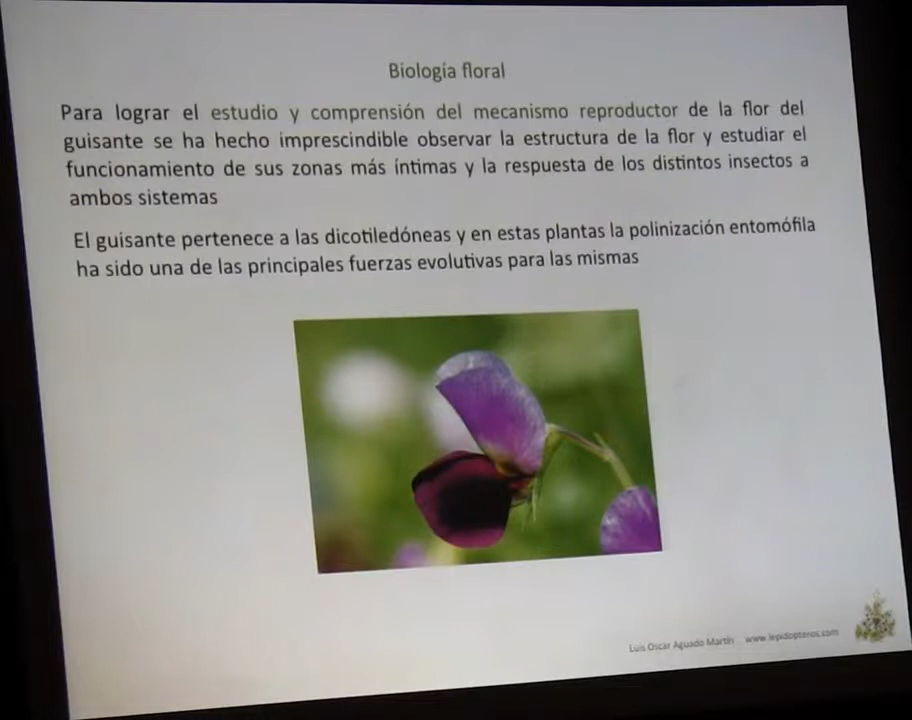 Biología floral
Para lograr el estudio y comprensión del mecanismo reproductor de la flor del
guisante se ha hecho imprescindible observar la estructura de la flor y estudiar el
funcionamiento de sus zonas más íntimas y la respuesta de los distintos insectos a
ambos sistemas
El guisante pertenece a las dicotiledóneas y en estas plantas la polinización entomófila
ha sido una de las principales fuerzas evolutivas para las mismas
Luis Oscar Aguado Martín www.lepidopteros.com